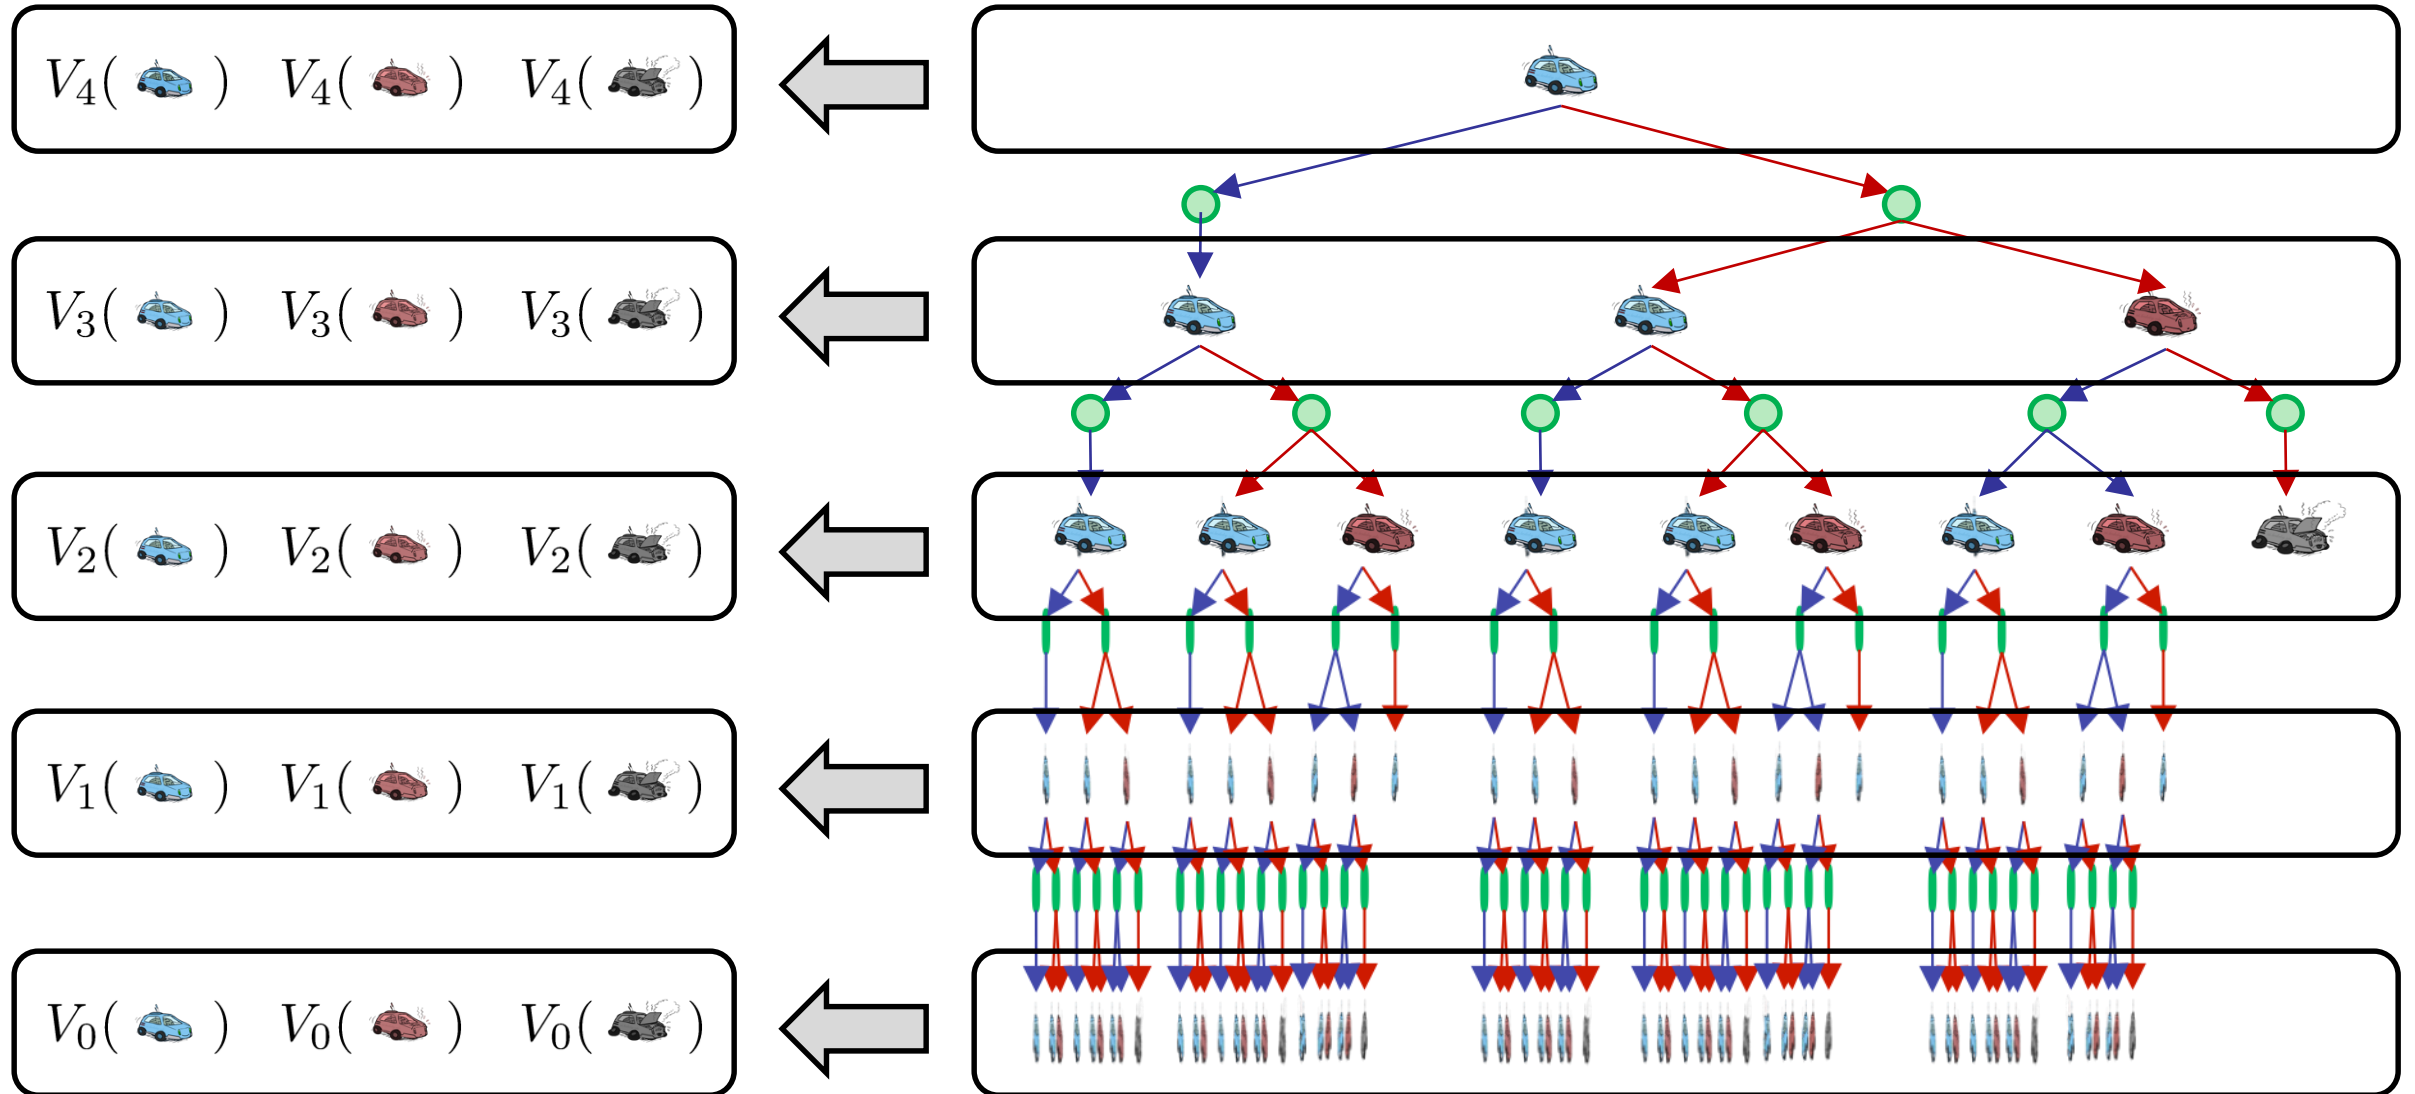 V₄( ) V₄( ) V₄( )
V₃( ) V₃( ) V₃( )
V₂( ) V₂( ) V₂( )
V₁( ) V₁( ) V₁( )
V₀( ) V₀( ) V₀( )